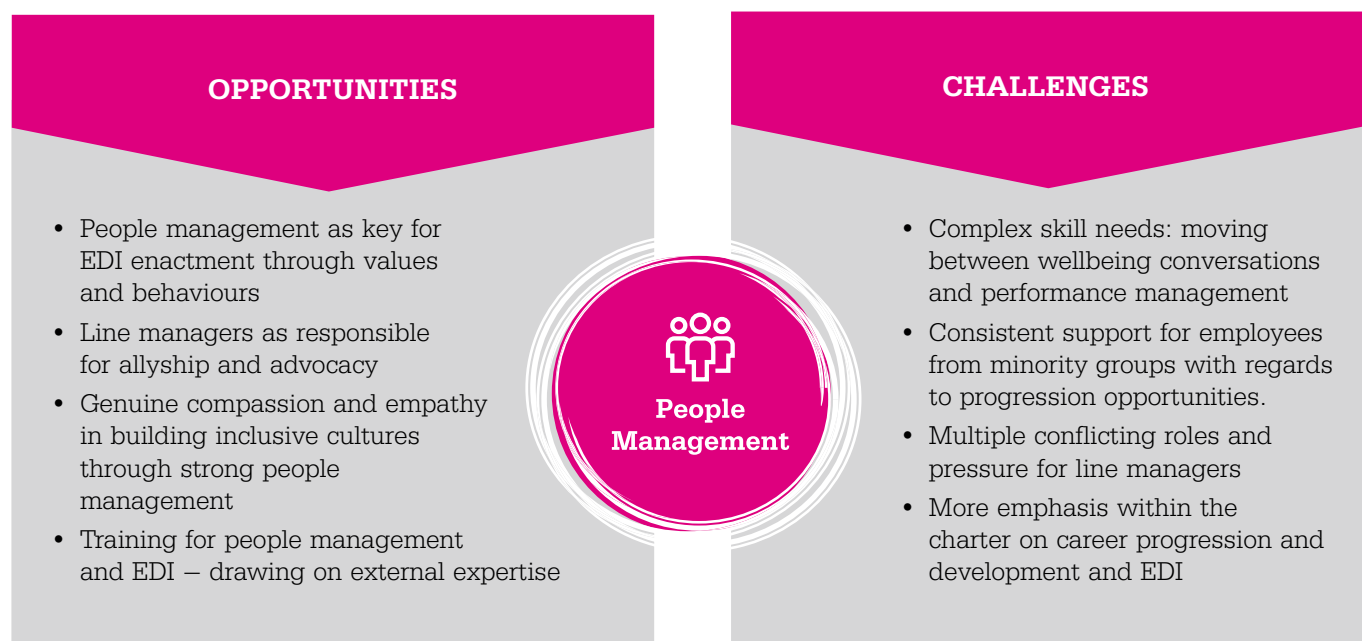 OPPORTUNITIES
• People management as key for
EDI enactment through values
and behaviours
• Line managers as responsible
for allyship and advocacy
• Genuine compassion and empathy
in building inclusive cultures
through strong people
management
• Training for people management
and EDI – drawing on external expertise
People
Management
CHALLENGES
• Complex skill needs: moving
between wellbeing conversations
and performance management
• Consistent support for employees
from minority groups with regards
to progression opportunities.
• Multiple conflicting roles and
pressure for line managers
• More emphasis within the
charter on career progression and
development and EDI